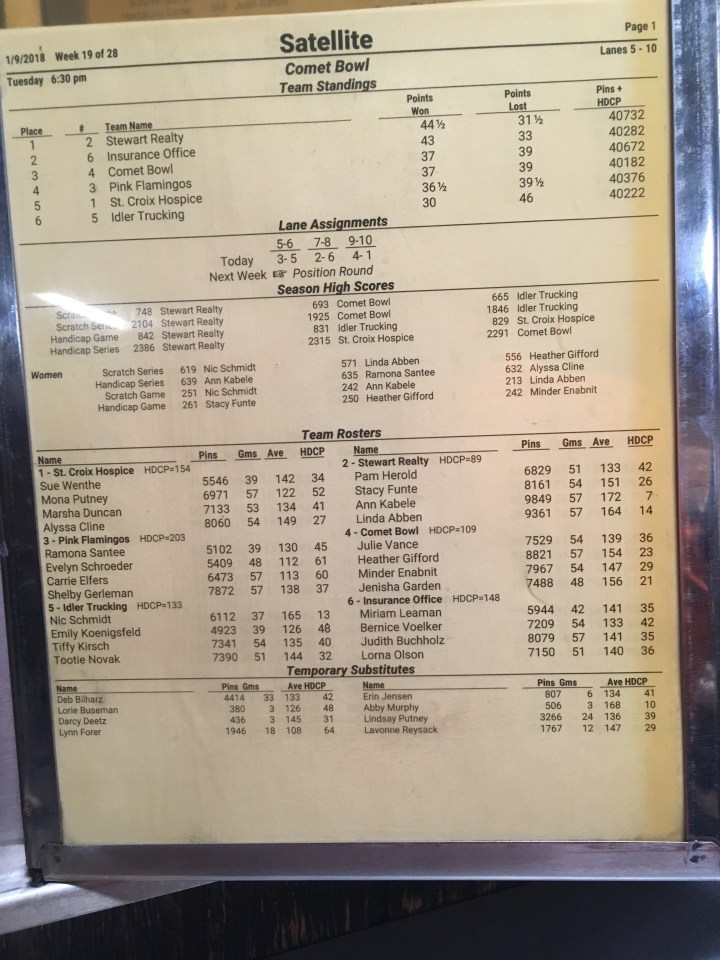 Page 1
Satellite
1/9/2018 Week 19 of 28
Lanes 5 - 10
Comet Bowl
Tuesday 6:30 pm
Team Standings
Place # Team Name Points Won Points Lost Pins + HDCP
1 2 Stewart Realty 44 ½ 31 ½ 40732
2 6 Insurance Office 43 33 40282
3 4 Comet Bowl 37 39 40672
4 3 Pink Flamingos 37 39 40182
5 1 St. Croix Hospice 36 ½ 39 ½ 40376
6 5 Idler Trucking 30 46 40222
Lane Assignments
5-6 7-8 9-10
Today 3- 5 2- 6 4- 1
Next Week ☞ Position Round
Season High Scores
748 Stewart Realty 693 Comet Bowl 665 Idler Trucking
Scratch 2104 Stewart Realty 1925 Comet Bowl 1846 Idler Trucking
Handicap Game 842 Stewart Realty 831 Idler Trucking 829 St. Croix Hospice
Handicap Series 2386 Stewart Realty 2315 St. Croix Hospice 2291 Comet Bowl
Women Scratch Series 619 Nic Schmidt 571 Linda Abben 556 Heather Gifford
Handicap Series 639 Ann Kabele 635 Ramona Santee 632 Alyssa Cline
Scratch Game 251 Nic Schmidt 242 Ann Kabele 213 Linda Abben
Handicap Game 261 Stacy Funte 250 Heather Gifford 242 Minder Enabnit
Team Rosters
Name Pins Gms Ave HDCP Name Pins Gms Ave HDCP
1 - St. Croix Hospice HDCP=154 2 - Stewart Realty HDCP=89
Sue Wenthe 5546 39 142 34 Pam Herold 6829 51 133 42
Mona Putney 6971 57 122 52 Stacy Funte 8161 54 151 26
Marsha Duncan 7133 53 134 41 Ann Kabele 9849 57 172 7
Alyssa Cline 8060 54 149 27 Linda Abben 9361 57 164 14
3 - Pink Flamingos HDCP=203 4 - Comet Bowl HDCP=109
Ramona Santee 5102 39 130 45 Julie Vance 7529 54 139 36
Evelyn Schroeder 5409 48 112 61 Heather Gifford 8821 57 154 23
Carrie Elfers 6473 57 113 60 Minder Enabnit 7967 54 147 29
Shelby Gerleman 7872 57 138 37 Jenisha Garden 7488 48 156 21
5 - Idler Trucking HDCP=133 6 - Insurance Office HDCP=148
Nic Schmidt 6112 37 165 13 Miriam Leaman 5944 42 141 35
Emily Koenigsfeld 4923 39 126 48 Bernice Voelker 7209 54 133 42
Tiffy Kirsch 7341 54 135 40 Judith Buchholz 8079 57 141 35
Tootie Novak 7390 51 144 32 Lorna Olson 7150 51 140 36
Temporary Substitutes
Name Pins Gms Ave HDCP Name Pins Gms Ave HDCP
Deb Bilharz 4414 33 133 42 Erin Jensen 807 6 134 41
Lorie Buseman 380 3 126 48 Abby Murphy 506 3 168 10
Darcy Deetz 436 3 145 31 Lindsay Putney 3266 24 136 39
Lynn Forer 1946 18 108 64 Lavonne Reysack 1767 12 147 29